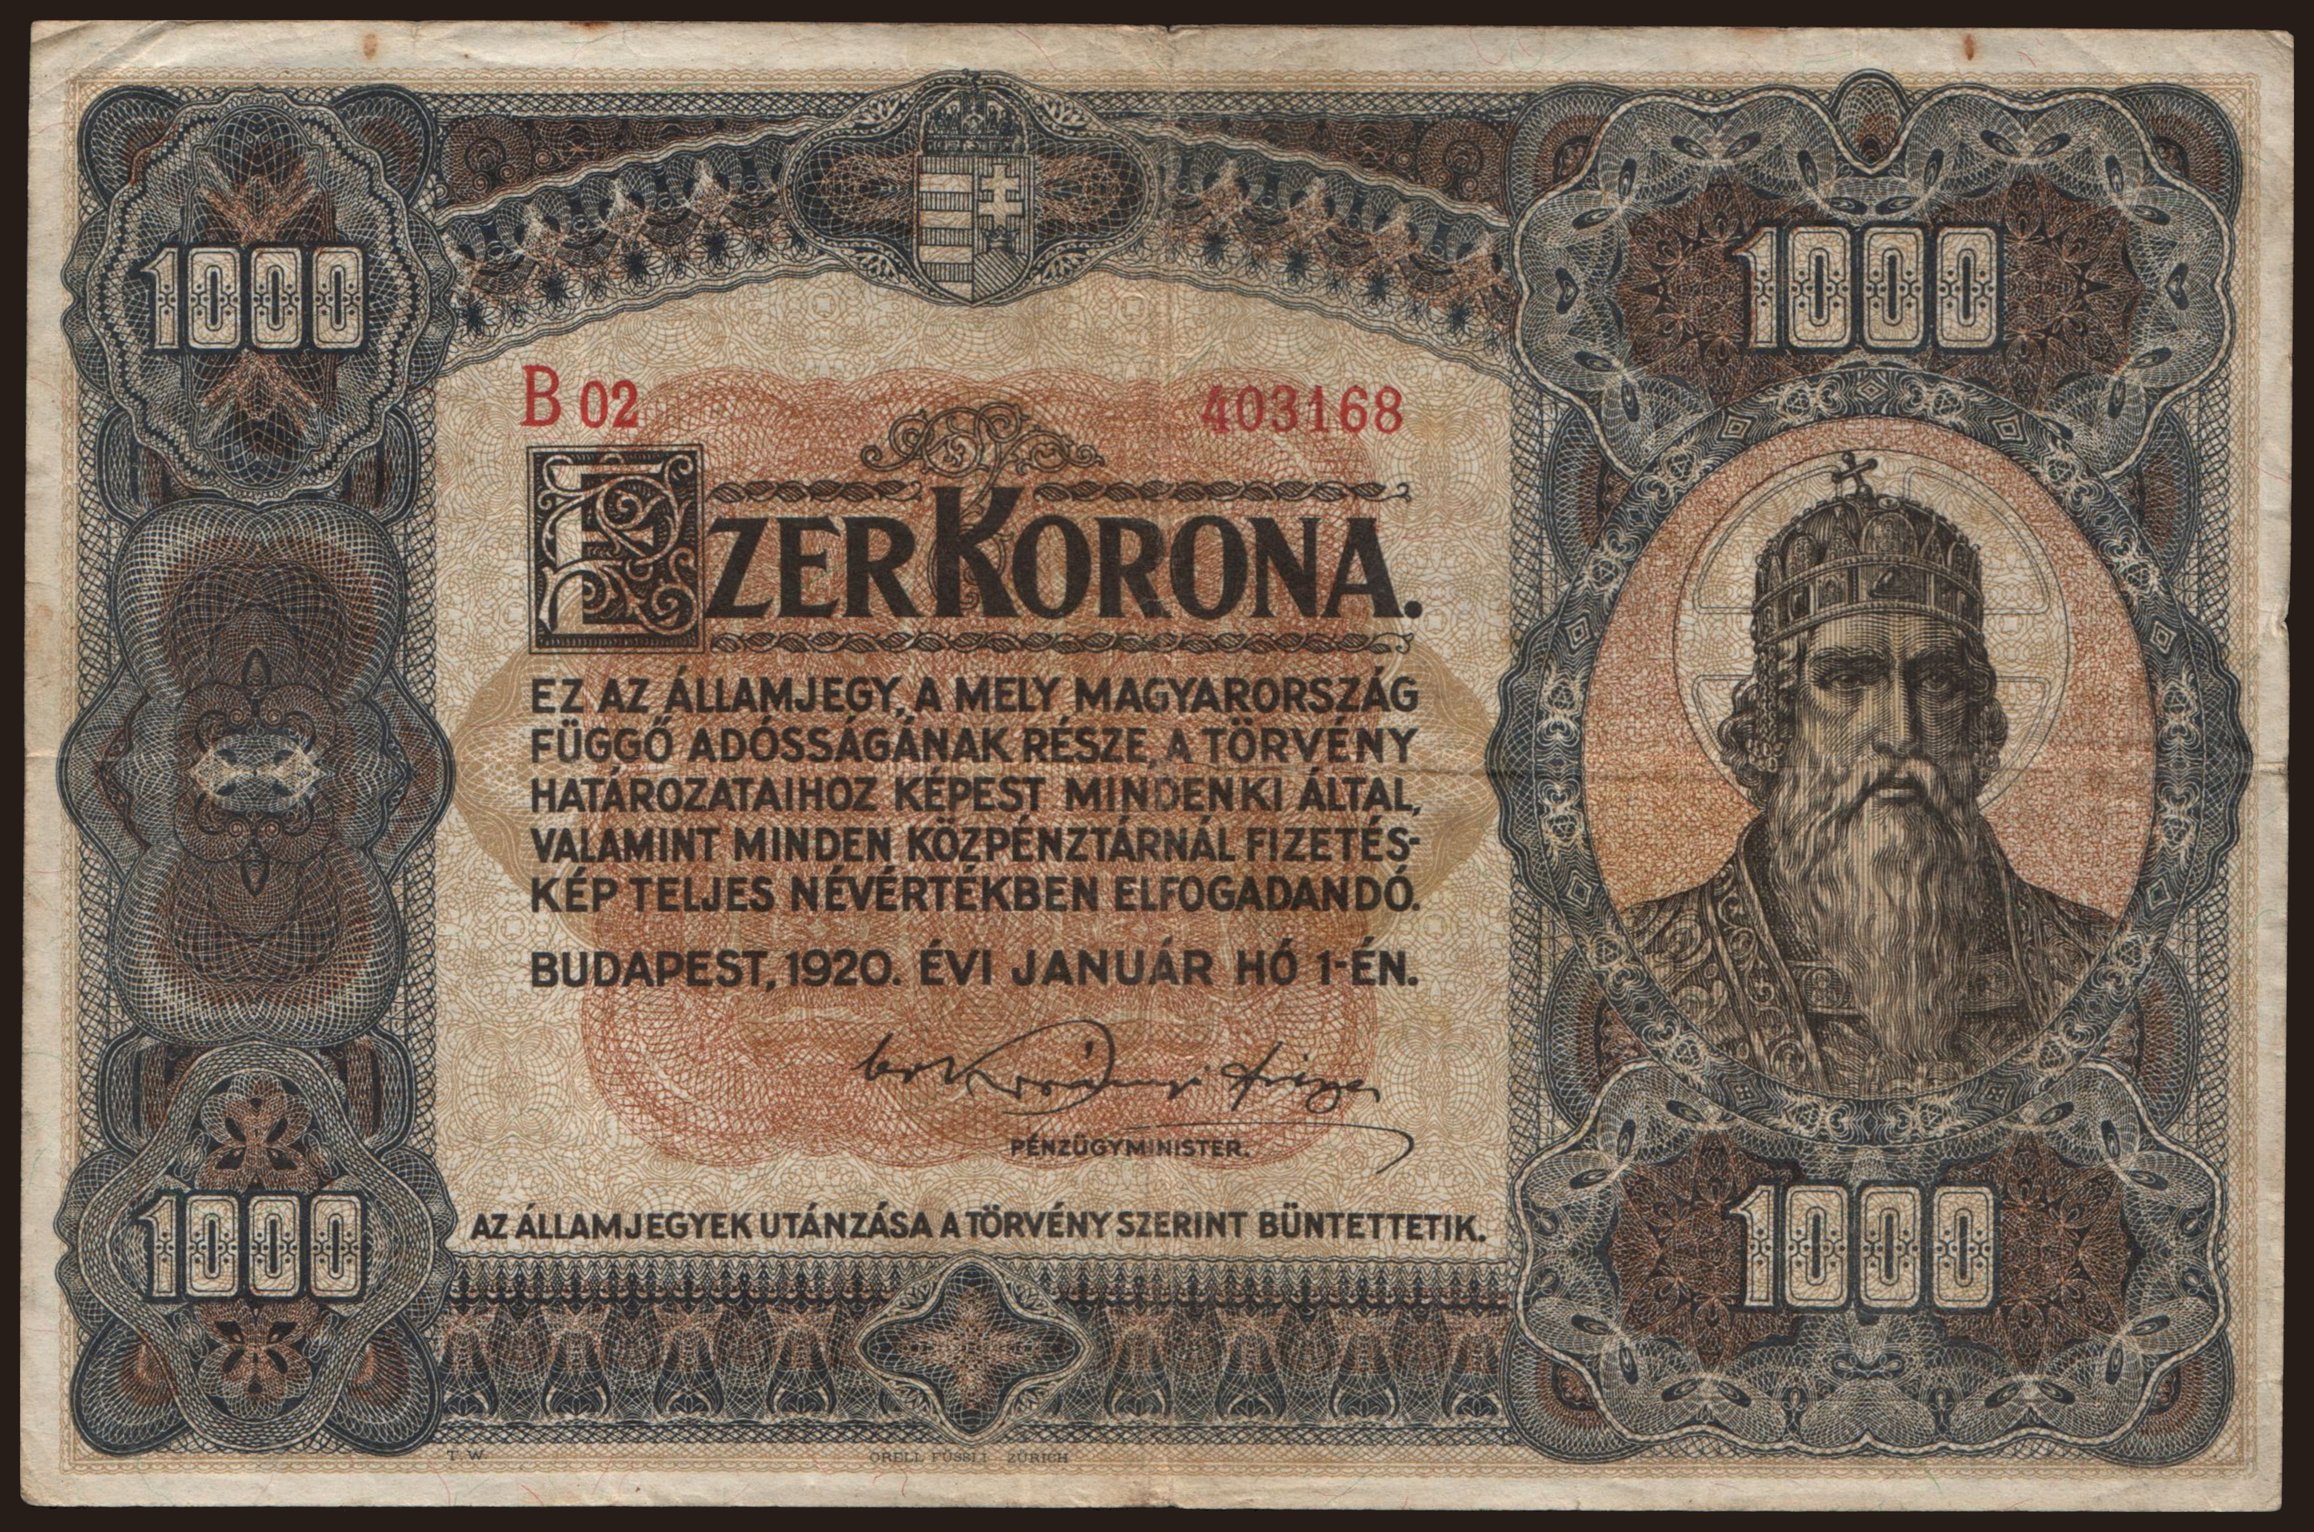 1000
1000
B 02
403168
EZER KORONA.
EZ AZ ÁLLAMJEGY, A MELY MAGYARORSZÁG
FÜGGŐ ADÓSSÁGÁNAK RÉSZE, A TÖRVÉNY
HATÁROZATAIHOZ KÉPEST MINDENKI ÁLTAL,
VALAMINT MINDEN KÖZPÉNZTÁRNÁL FIZETÉS-
KÉP TELJES NÉVÉRTÉKBEN ELFOGADANDÓ.
BUDAPEST, 1920. ÉVI JANUÁR HÓ 1-ÉN.
PÉNZÜGYMINISTER.
1000
1000
AZ ÁLLAMJEGYEK UTÁNZÁSA A TÖRVÉNY SZERINT BÜNTETTETIK.
T. W.
ORELL FÜSSLI ZÜRICH